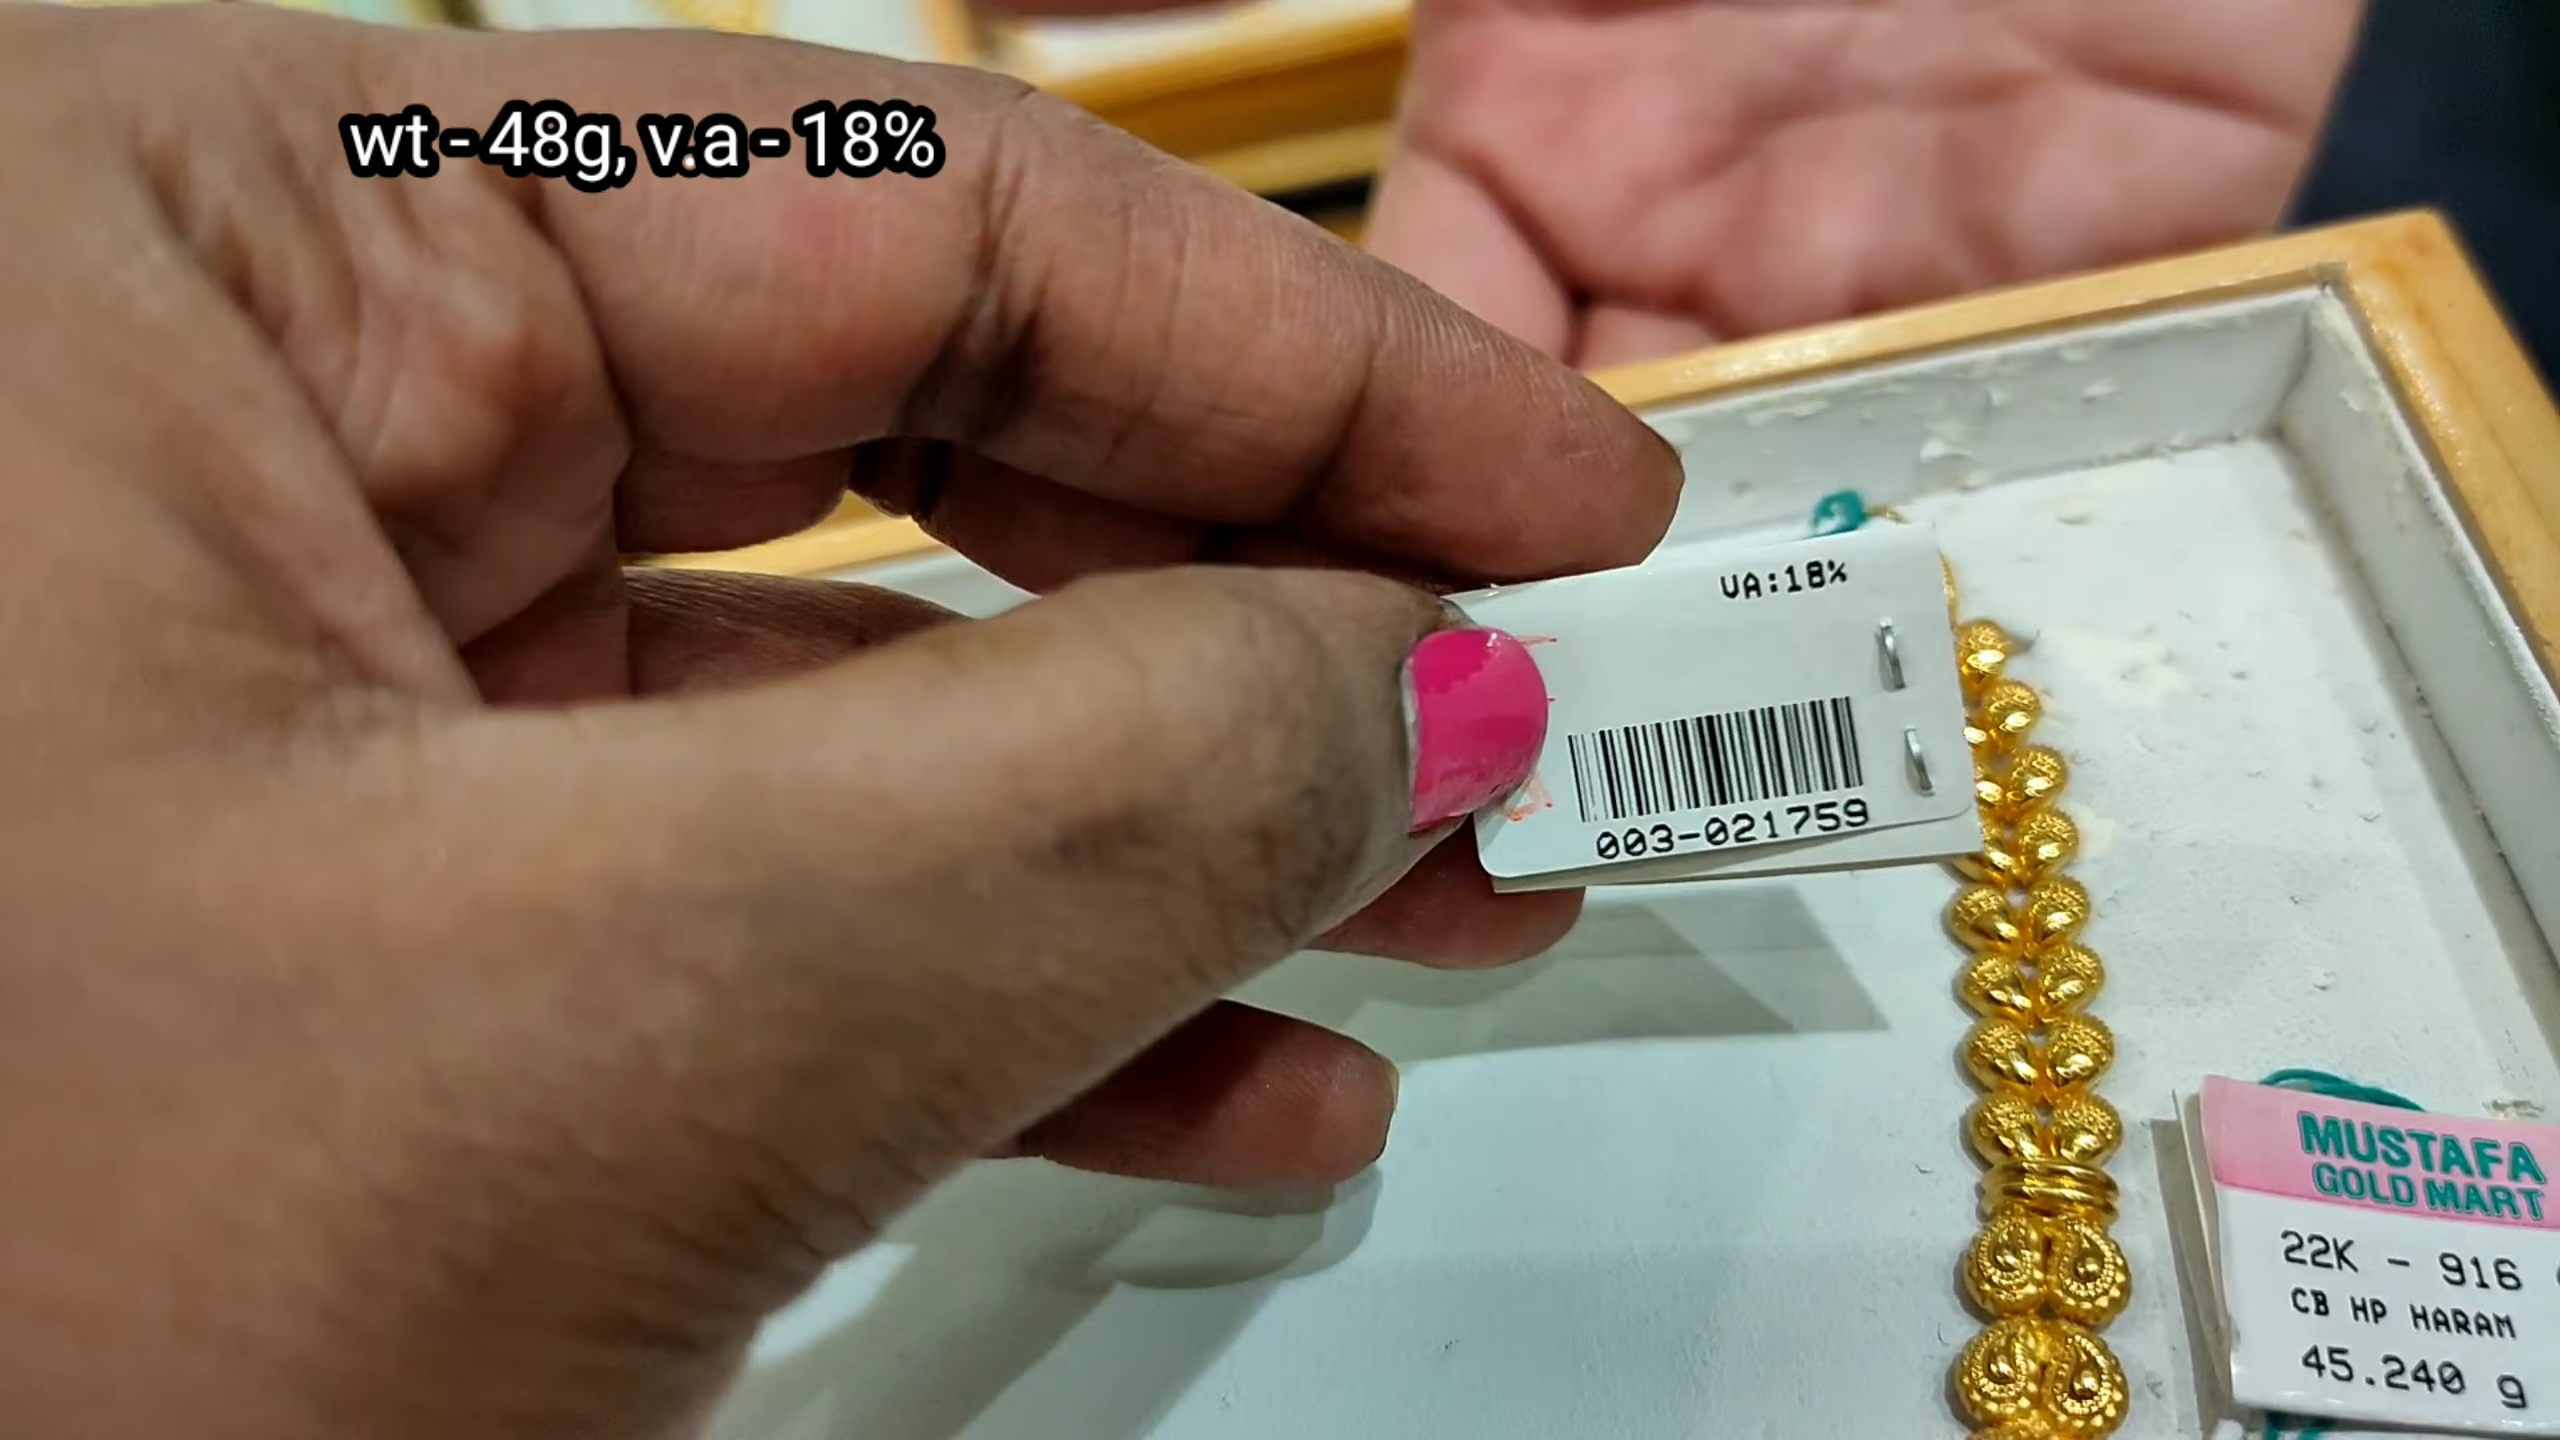 wt - 48g, v.a - 18%
VA:18%
003-021759
MUSTAFA
GOLD MART
22K - 916
CB HP HARAM
45.240 g